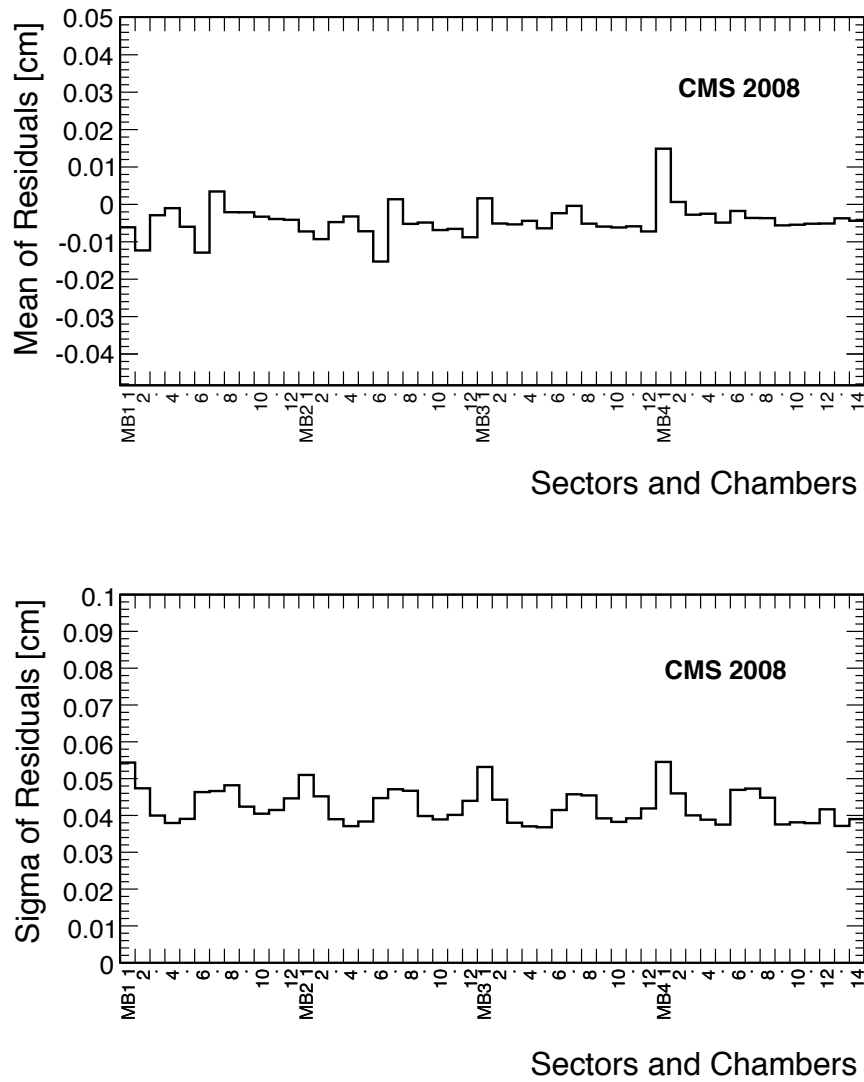 Mean of Residuals [cm]
0.05
0.04
0.03
0.02
0.01
0
-0.01
-0.02
-0.03
-0.04
CMS 2008
MB1 1 2 . 4 . 6 . 8 . 10 . 12 MB2 1 2 . 4 . 6 . 8 . 10 . 12 MB3 1 2 . 4 . 6 . 8 . 10 . 12 MB4 1 2 . 4 . 6 . 8 . 10 . 12 . 14
Sectors and Chambers
Sigma of Residuals [cm]
0.1
0.09
0.08
0.07
0.06
0.05
0.04
0.03
0.02
0.01
0
CMS 2008
MB1 1 2 . 4 . 6 . 8 . 10 . 12 MB2 1 2 . 4 . 6 . 8 . 10 . 12 MB3 1 2 . 4 . 6 . 8 . 10 . 12 MB4 1 2 . 4 . 6 . 8 . 10 . 12 . 14
Sectors and Chambers